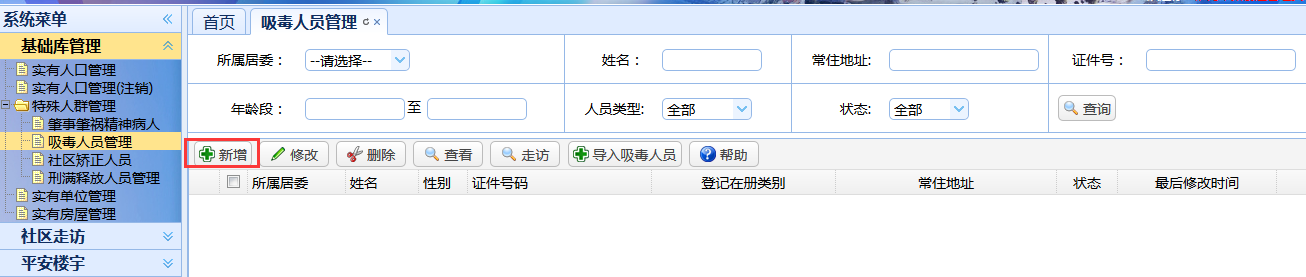 系统菜单
基础库管理
实有人口管理
实有人口管理(注销)
特殊人群管理
肇事肇祸精神病人
吸毒人员管理
社区矫正人员
刑满释放人员管理
实有单位管理
实有房屋管理
社区走访
平安楼宇
首页 吸毒人员管理
所属居委： --请选择-- 姓名： 常住地址: 证件号：
年龄段： 至 人员类型: 全部 状态: 全部 查询
新增 修改 删除 查看 走访 导入吸毒人员 帮助
所属居委 姓名 性别 证件号码 登记在册类别 常住地址 状态 最后修改时间